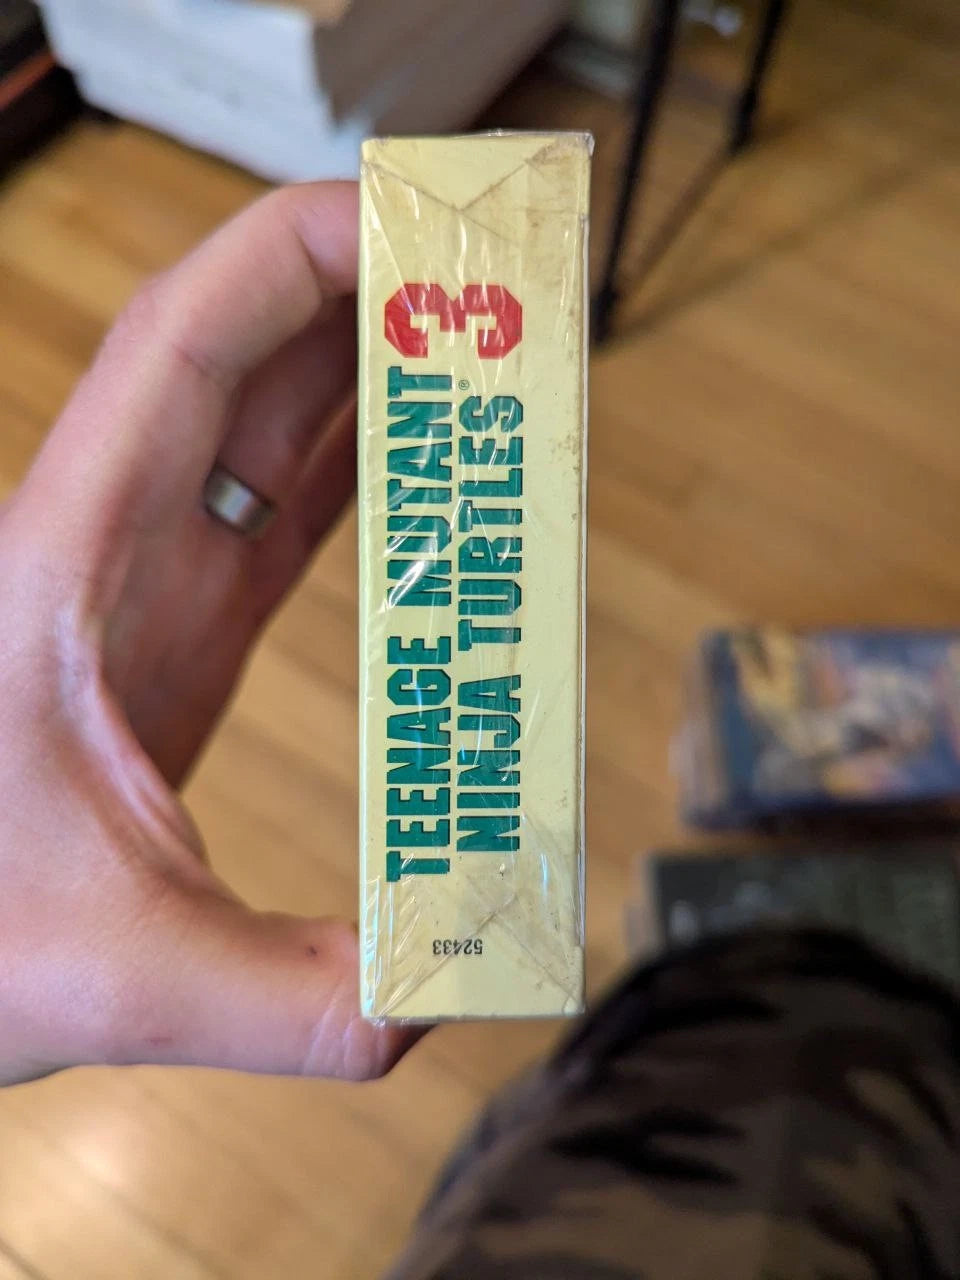 TEENAGE MUTANT
NINJA TURTLES® 3
52433